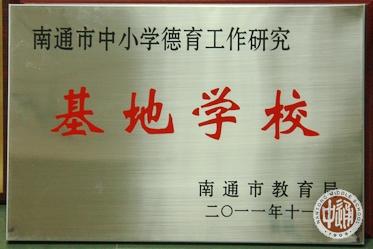 南通市中小学德育工作研究
基地学校
南通市教育局
二〇一一年十一